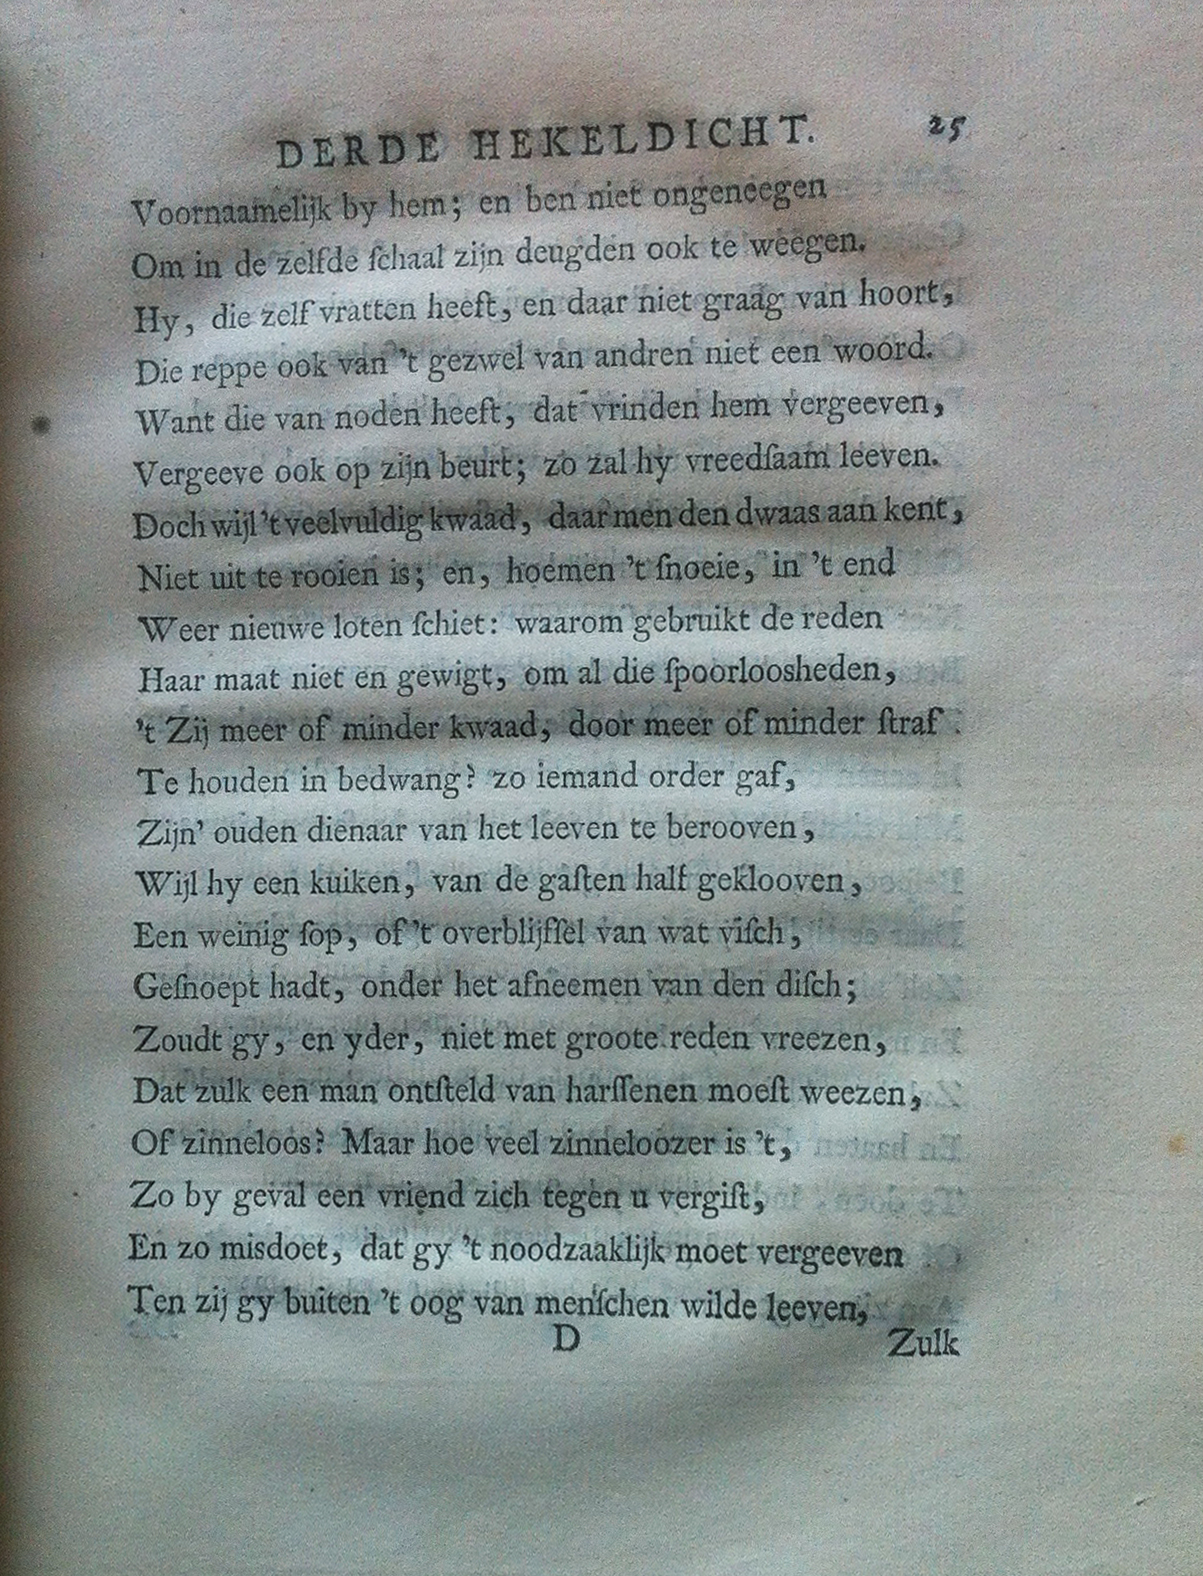 DERDE HEKELDICHT. 25
Voornaamelijk by hem; en ben niet ongeneegen
Om in de zelfde ſchaal zijn deugden ook te weegen.
Hy, die zelf vratten heeft, en daar niet graag van hoort,
Die reppe ook van 't gezwel van andren niet een woord.
Want die van noden heeft, dat vrinden hem vergeeven,
Vergeeve ook op zijn beurt; zo zal hy vreedſaam leeven.
Doch wijl 't veelvuldig kwaad, daar men den dwaas aan kent,
Niet uit te rooien is; en, hoemen 't ſnoeie, in 't end
Weer nieuwe loten ſchiet: waarom gebruikt de reden
Haar maat niet en gewigt, om al die ſpoorloosheden,
't Zij meer of minder kwaad, door meer of minder ſtraf
Te houden in bedwang? zo iemand order gaf,
Zijn' ouden dienaar van het leeven te berooven,
Wijl hy een kuiken, van de gaſten half geklooven,
Een weinig ſop, of 't overblijfſel van wat viſch,
Geſnoept hadt, onder het afneemen van den diſch;
Zoudt gy, en yder, niet met groote reden vreezen,
Dat zulk een man ontſteld van harſſenen moeſt weezen,
Of zinneloos? Maar hoe veel zinneloozer is 't,
Zo by geval een vriend zich tegen u vergiſt,
En zo misdoet, dat gy 't noodzaaklijk moet vergeeven
Ten zij gy buiten 't oog van menſchen wilde leeven,
D Zulk